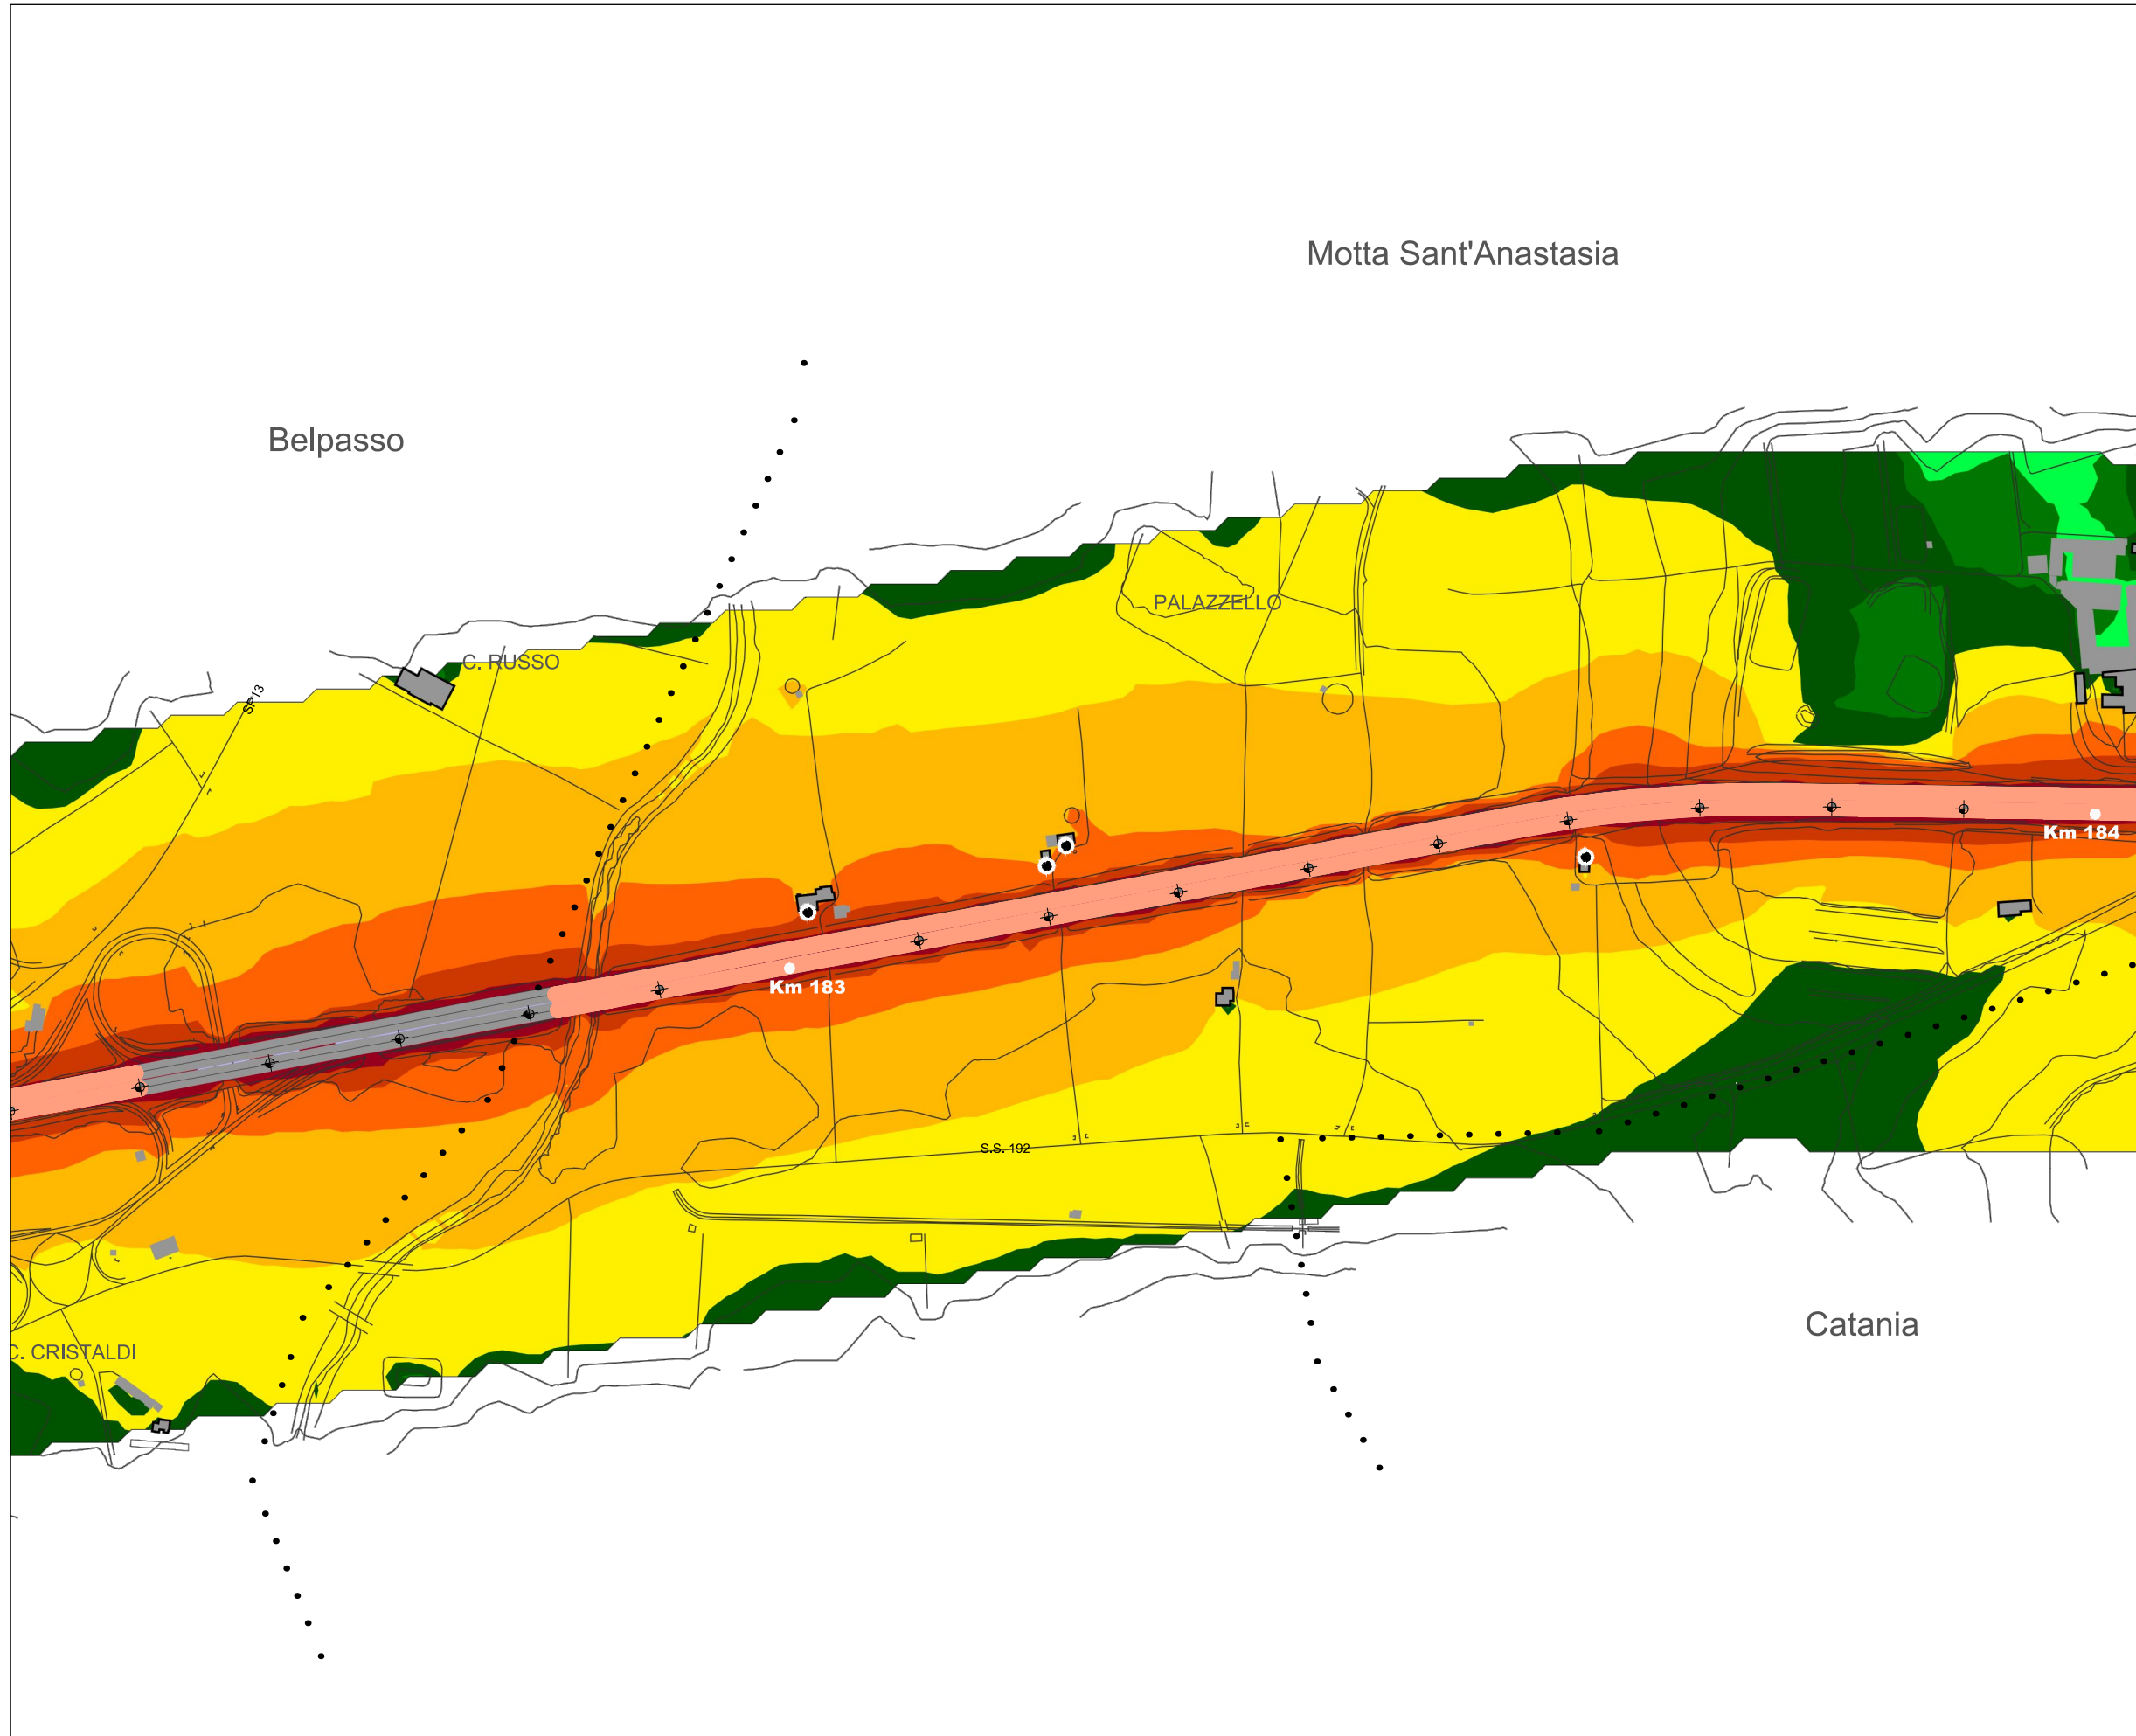 Motta Sant'Anastasia
Belpasso
PALAZZELLO
C. RUSSO
SP13
Km 184
Km 183
S.S. 192
Catania
C. CRISTALDI